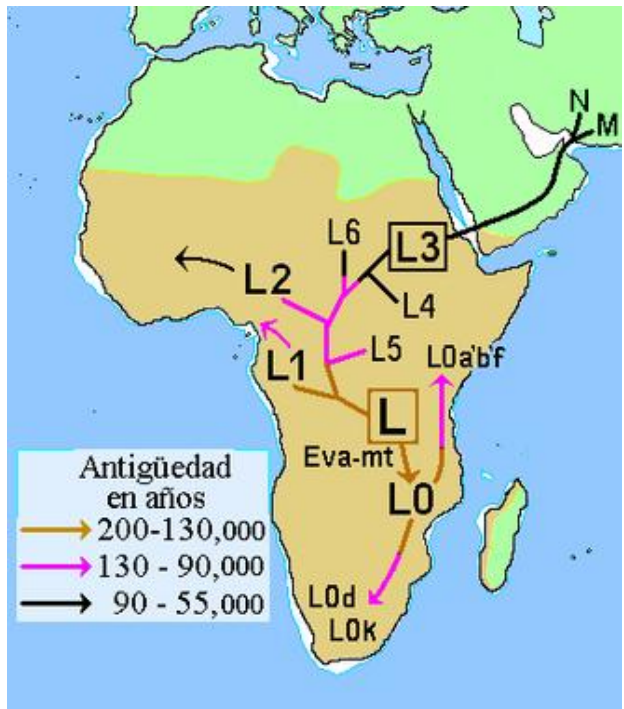 N
M
L6
L3
L2
L4
L5
L0a'b'f
L1
L
Eva-mt
L0
Antigüedad
en años
200-130,000
130 - 90,000
90 - 55,000
L0d
L0k